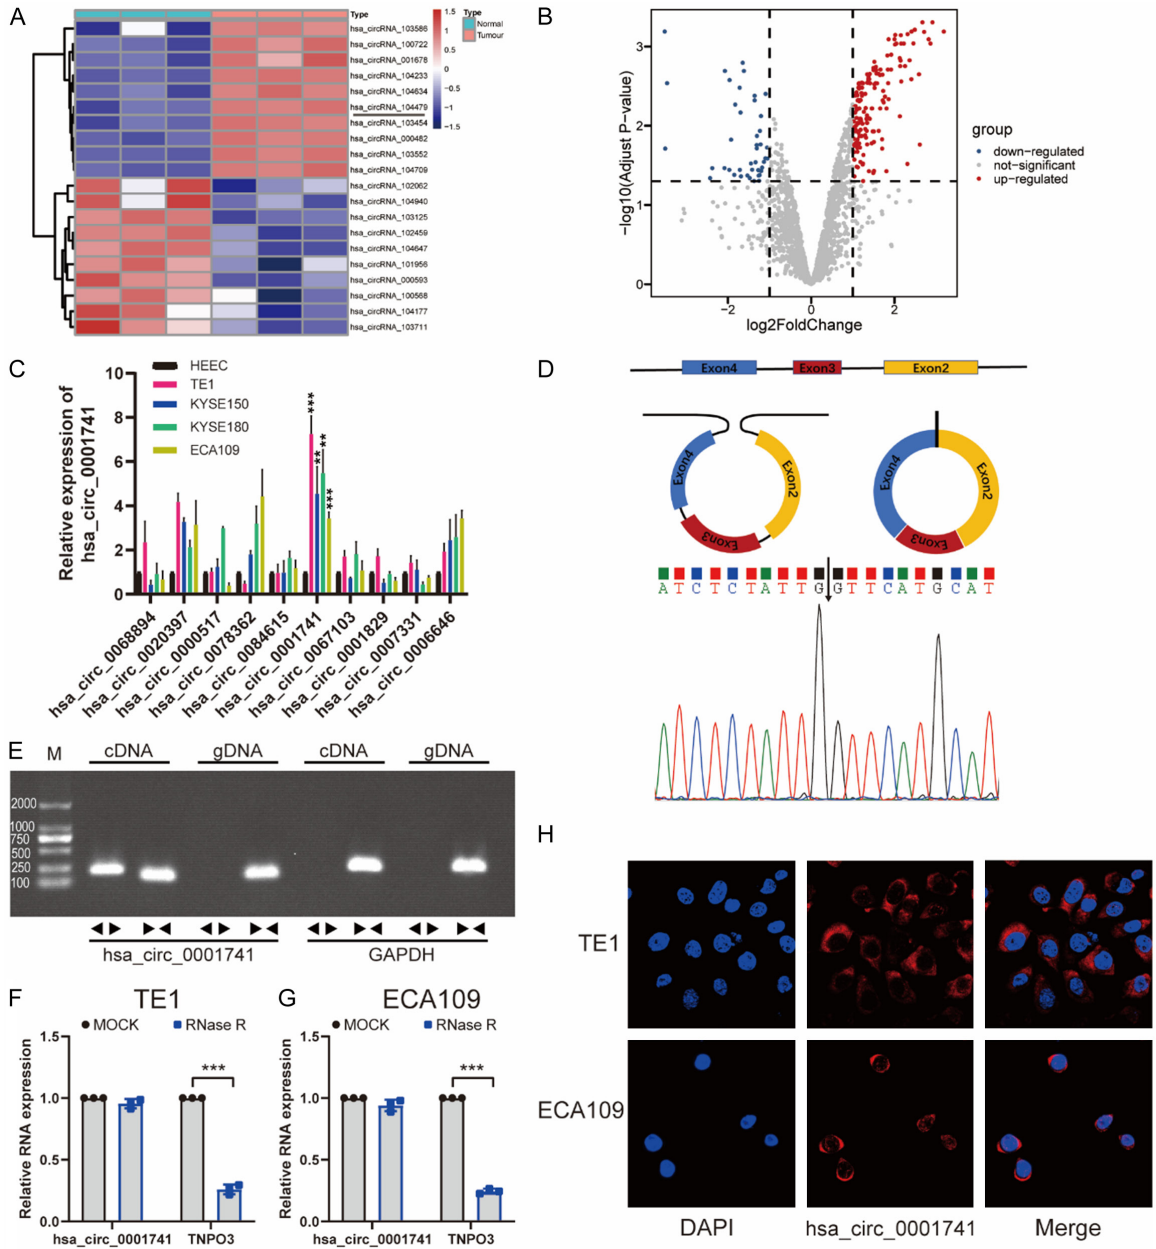 A
Type
Type
Normal
Tumour
1.5
1
0.5
0
−0.5
−1
−1.5
hsa_circRNA_103586
hsa_circRNA_100722
hsa_circRNA_001678
hsa_circRNA_104233
hsa_circRNA_104634
hsa_circRNA_104479
hsa_circRNA_103454
hsa_circRNA_000482
hsa_circRNA_103552
hsa_circRNA_104709
hsa_circRNA_102062
hsa_circRNA_104940
hsa_circRNA_103125
hsa_circRNA_102459
hsa_circRNA_104647
hsa_circRNA_101956
hsa_circRNA_000593
hsa_circRNA_100568
hsa_circRNA_104177
hsa_circRNA_103711
B
−log10(Adjust P−value)
3
2
1
0
−2
0
2
log2FoldChange
group
down−regulated
not−significant
up−regulated
C
Relative expression of
hsa_circ_0001741
10
8
6
4
2
0
HEEC
TE1
KYSE150
KYSE180
ECA109
***
**
**
***
hsa_circ_0068894
hsa_circ_0020397
hsa_circ_0000517
hsa_circ_0078362
hsa_circ_0084615
hsa_circ_0001741
hsa_circ_0067103
hsa_circ_0001829
hsa_circ_0007331
hsa_circ_0006646
D
Exon4 Exon3 Exon2
Exon4
Exon3
Exon2
Exon4
Exon3
Exon2
A T C T C T A T T G G T T C A T G C A T
E
M cDNA gDNA cDNA gDNA
2000
1000
750
500
250
100
hsa_circ_0001741 GAPDH
F
TE1
MOCK RNase R
Relative RNA expression
1.5
1.0
0.5
0.0
***
hsa_circ_0001741 TNPO3
G
ECA109
MOCK RNase R
Relative RNA expression
1.5
1.0
0.5
0.0
***
hsa_circ_0001741 TNPO3
H
TE1
ECA109
DAPI hsa_circ_0001741 Merge